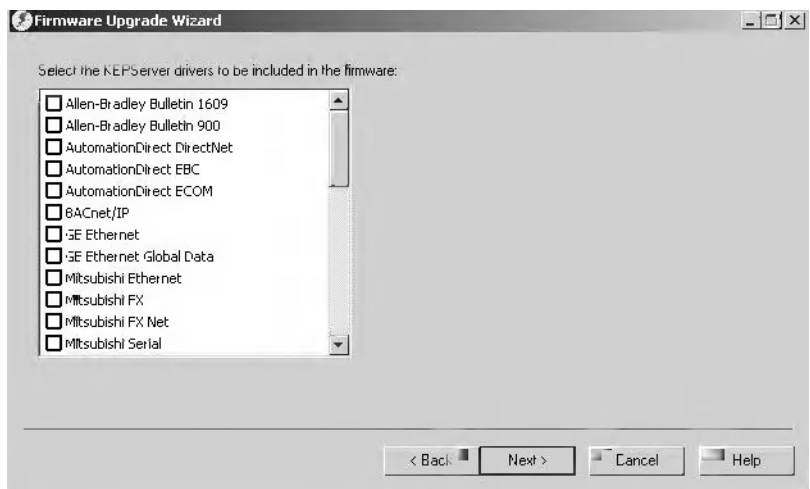 Firmware Upgrade Wizard
Select the KEPServer drivers to be included in the firmware:
Allen-Bradley Bulletin 1609
Allen-Bradley Bulletin 900
AutomationDirect DirectNet
AutomationDirect EBC
AutomationDirect ECOM
BACnet/IP
GE Ethernet
GE Ethernet Global Data
Mitsubishi Ethernet
Mitsubishi FX
Mitsubishi FX Net
Mitsubishi Serial
< Back Next > Cancel Help